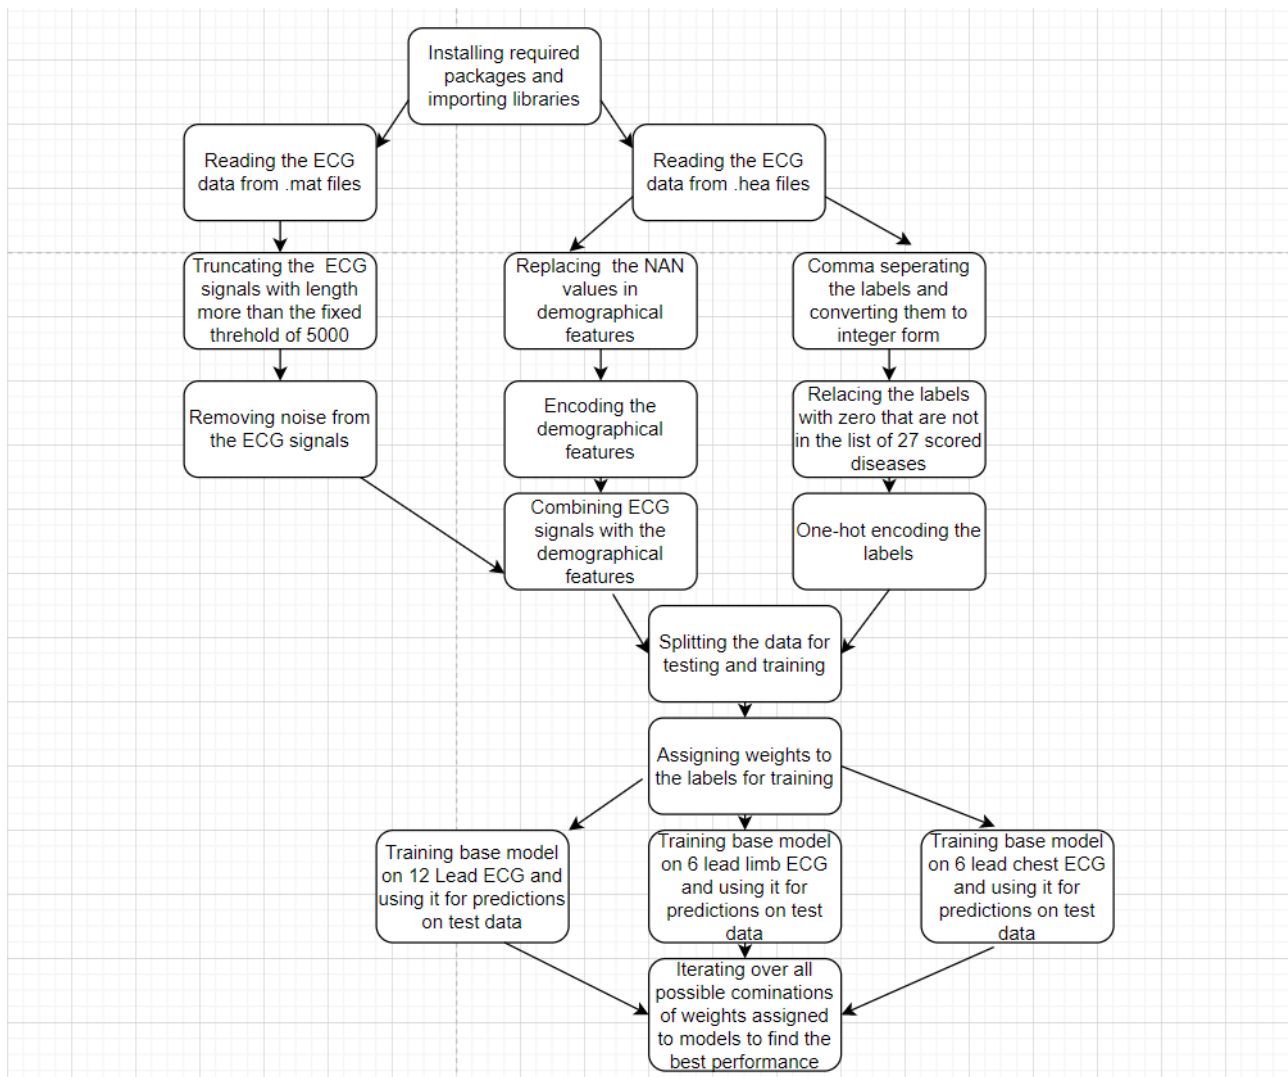 Installing required
packages and
importing libraries
Reading the ECG
data from .mat files
Reading the ECG
data from .hea files
Truncating the ECG
signals with length
more than the fixed
threhold of 5000
Replacing the NAN
values in
demographical
features
Comma seperating
the labels and
converting them to
integer form
Removing noise from
the ECG signals
Encoding the
demographical
features
Relacing the labels
with zero that are not
in the list of 27 scored
diseases
Combining ECG
signals with the
demographical
features
One-hot encoding the
labels
Splitting the data for
testing and training
Assigning weights to
the labels for training
Training base model
on 12 Lead ECG and
using it for predictions
on test data
Training base model
on 6 lead limb ECG
and using it for
predictions on test
data
Training base model
on 6 lead chest ECG
and using it for
predictions on test
data
Iterating over all
possible cominations
of weights assigned
to models to find the
best performance